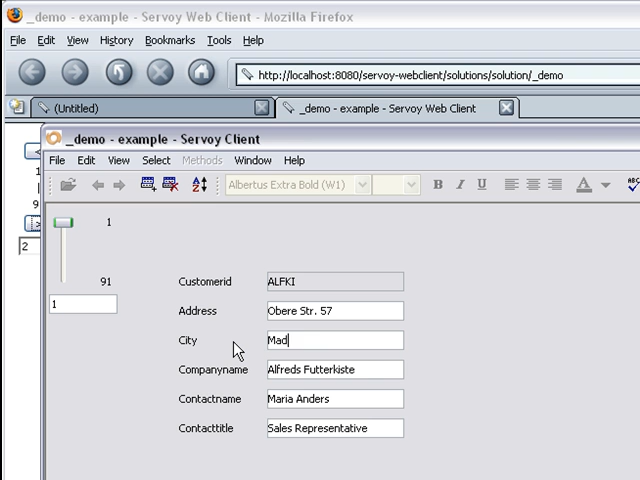 _demo - example - Servoy Web Client - Mozilla Firefox
File Edit View History Bookmarks Tools Help
http://localhost:8080/servoy-webclient/solutions/solution/_demo
(Untitled) _demo - example - Servoy Web Client
_demo - example - Servoy Client
File Edit View Select Methods Window Help
Albertus Extra Bold (W1) B I U A ABC
1
91
1
2
Customerid ALFKI
Address Obere Str. 57
City Mad
Companyname Alfreds Futterkiste
Contactname Maria Anders
Contacttitle Sales Representative